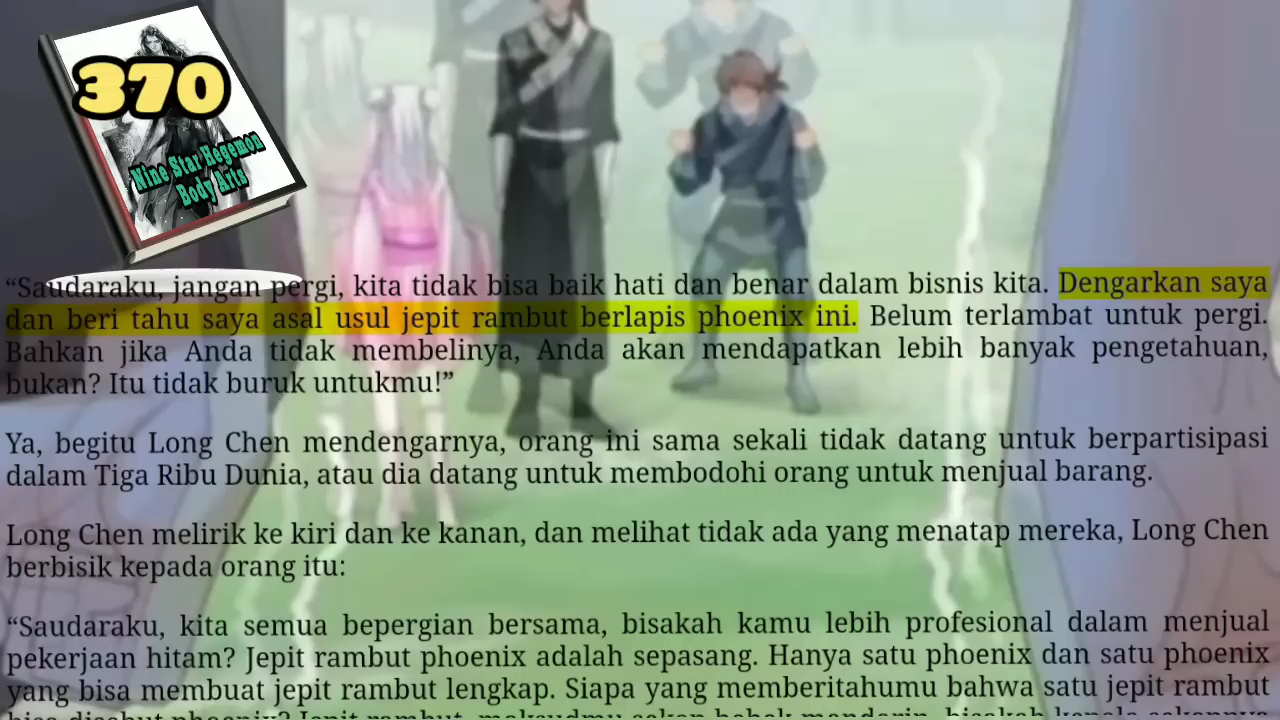 370
Nine Star Hegemon
Body Arts
“Saudaraku, jangan pergi, kita tidak bisa baik hati dan benar dalam bisnis kita. Dengarkan saya
dan beri tahu saya asal usul jepit rambut berlapis phoenix ini. Belum terlambat untuk pergi.
Bahkan jika Anda tidak membelinya, Anda akan mendapatkan lebih banyak pengetahuan,
bukan? Itu tidak buruk untukmu!”
Ya, begitu Long Chen mendengarnya, orang ini sama sekali tidak datang untuk berpartisipasi
dalam Tiga Ribu Dunia, atau dia datang untuk membodohi orang untuk menjual barang.
Long Chen melirik ke kiri dan ke kanan, dan melihat tidak ada yang menatap mereka, Long Chen
berbisik kepada orang itu:
“Saudaraku, kita semua bepergian bersama, bisakah kamu lebih profesional dalam menjual
pekerjaan hitam? Jepit rambut phoenix adalah sepasang. Hanya satu phoenix dan satu phoenix
yang bisa membuat jepit rambut lengkap. Siapa yang memberitahumu bahwa satu jepit rambut